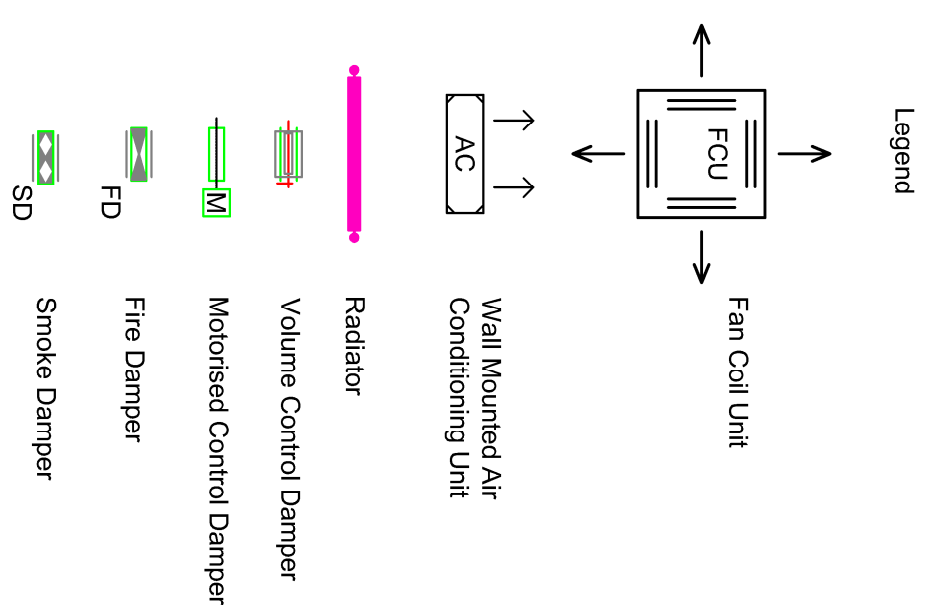 Legend
FCU
Fan Coil Unit
AC
Wall Mounted Air
Conditioning Unit
Radiator
Volume Control Damper
M
Motorised Control Damper
FD
Fire Damper
SD
Smoke Damper